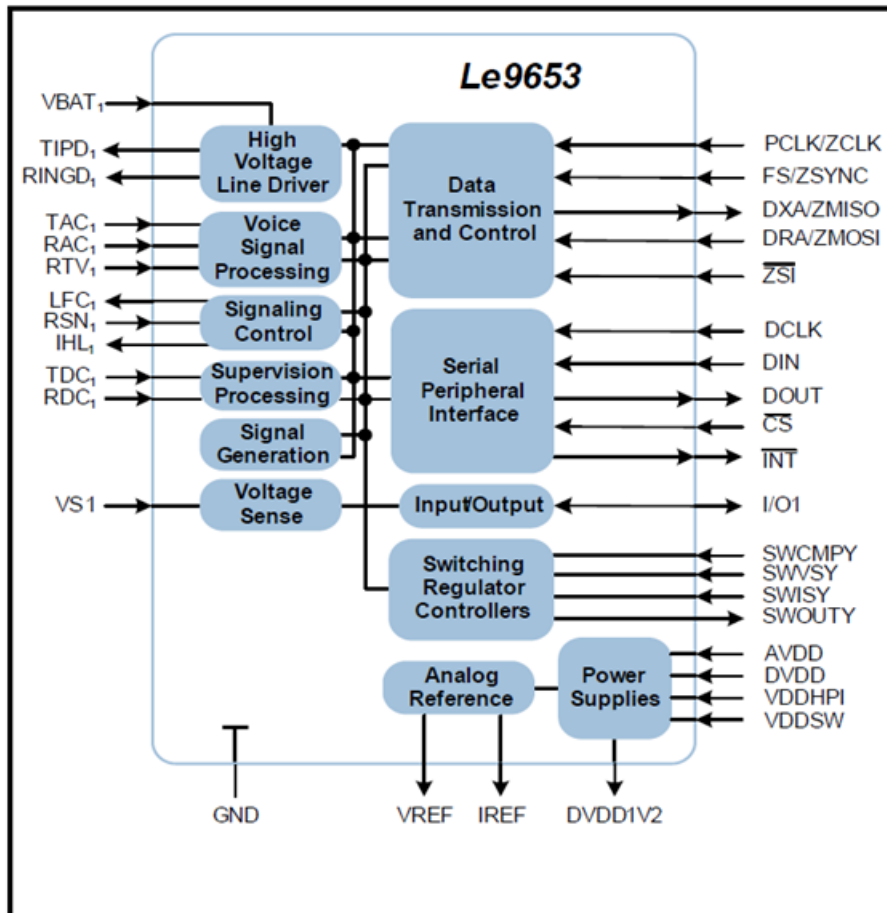 Le9653
VBAT₁
TIPD₁
RINGD₁
TAC₁
RAC₁
RTV₁
LFC₁
RSN₁
IHL₁
TDC₁
RDC₁
VS1
High
Voltage
Line Driver
Voice
Signal
Processing
Signaling
Control
Supervision
Processing
Signal
Generation
Voltage
Sense
Data
Transmission
and Control
Serial
Peripheral
Interface
Input/Output
Switching
Regulator
Controllers
Analog
Reference
Power
Supplies
PCLK/ZCLK
FS/ZSYNC
DXA/ZMISO
DRA/ZMOSI
Z̅S̅I̅
DCLK
DIN
DOUT
C̅S̅
I̅N̅T̅
I/O1
SWCMPY
SWVSY
SWISY
SWOUTY
AVDD
DVDD
VDDHPI
VDDSW
GND
VREF
IREF
DVDD1V2